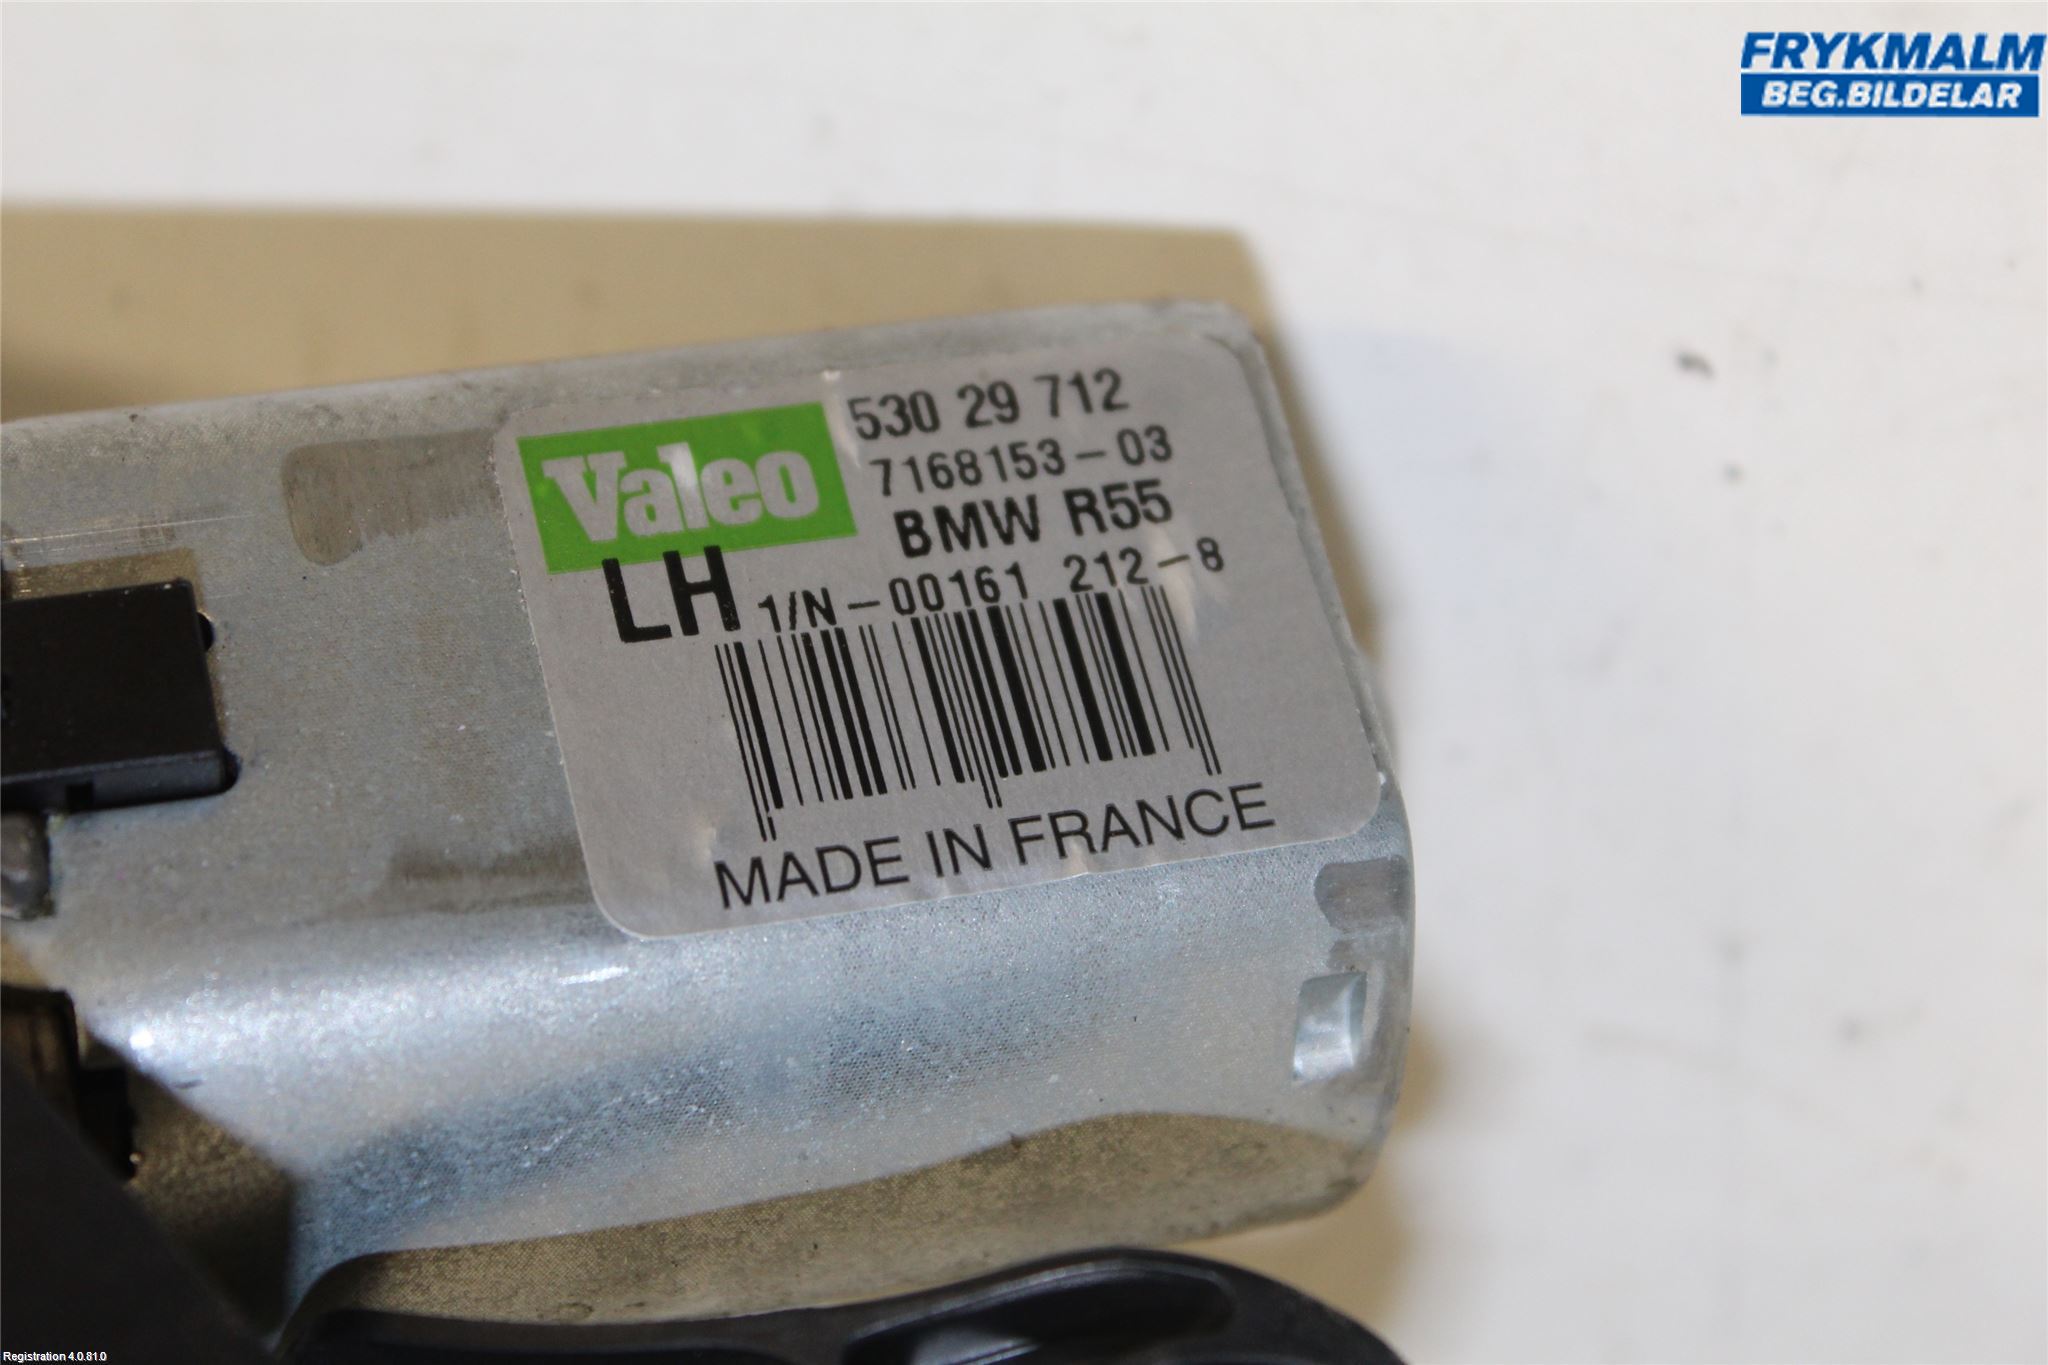 FRYKMALM
BEG.BILDELAR
Valeo
530 29 712
7168153-03
BMW R55
LH 1/N-00161 212-8
MADE IN FRANCE
Registration 4.0.81.0